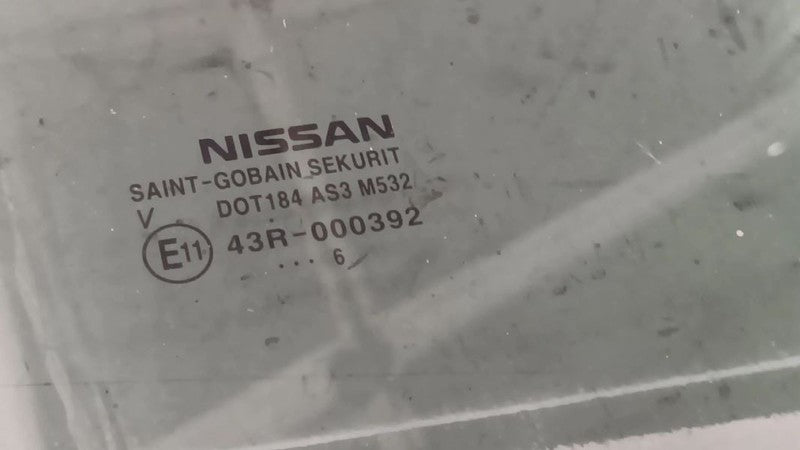 NISSAN
SAINT-GOBAIN SEKURIT
V DOT184 AS3 M532
E11 43R-000392
... 6